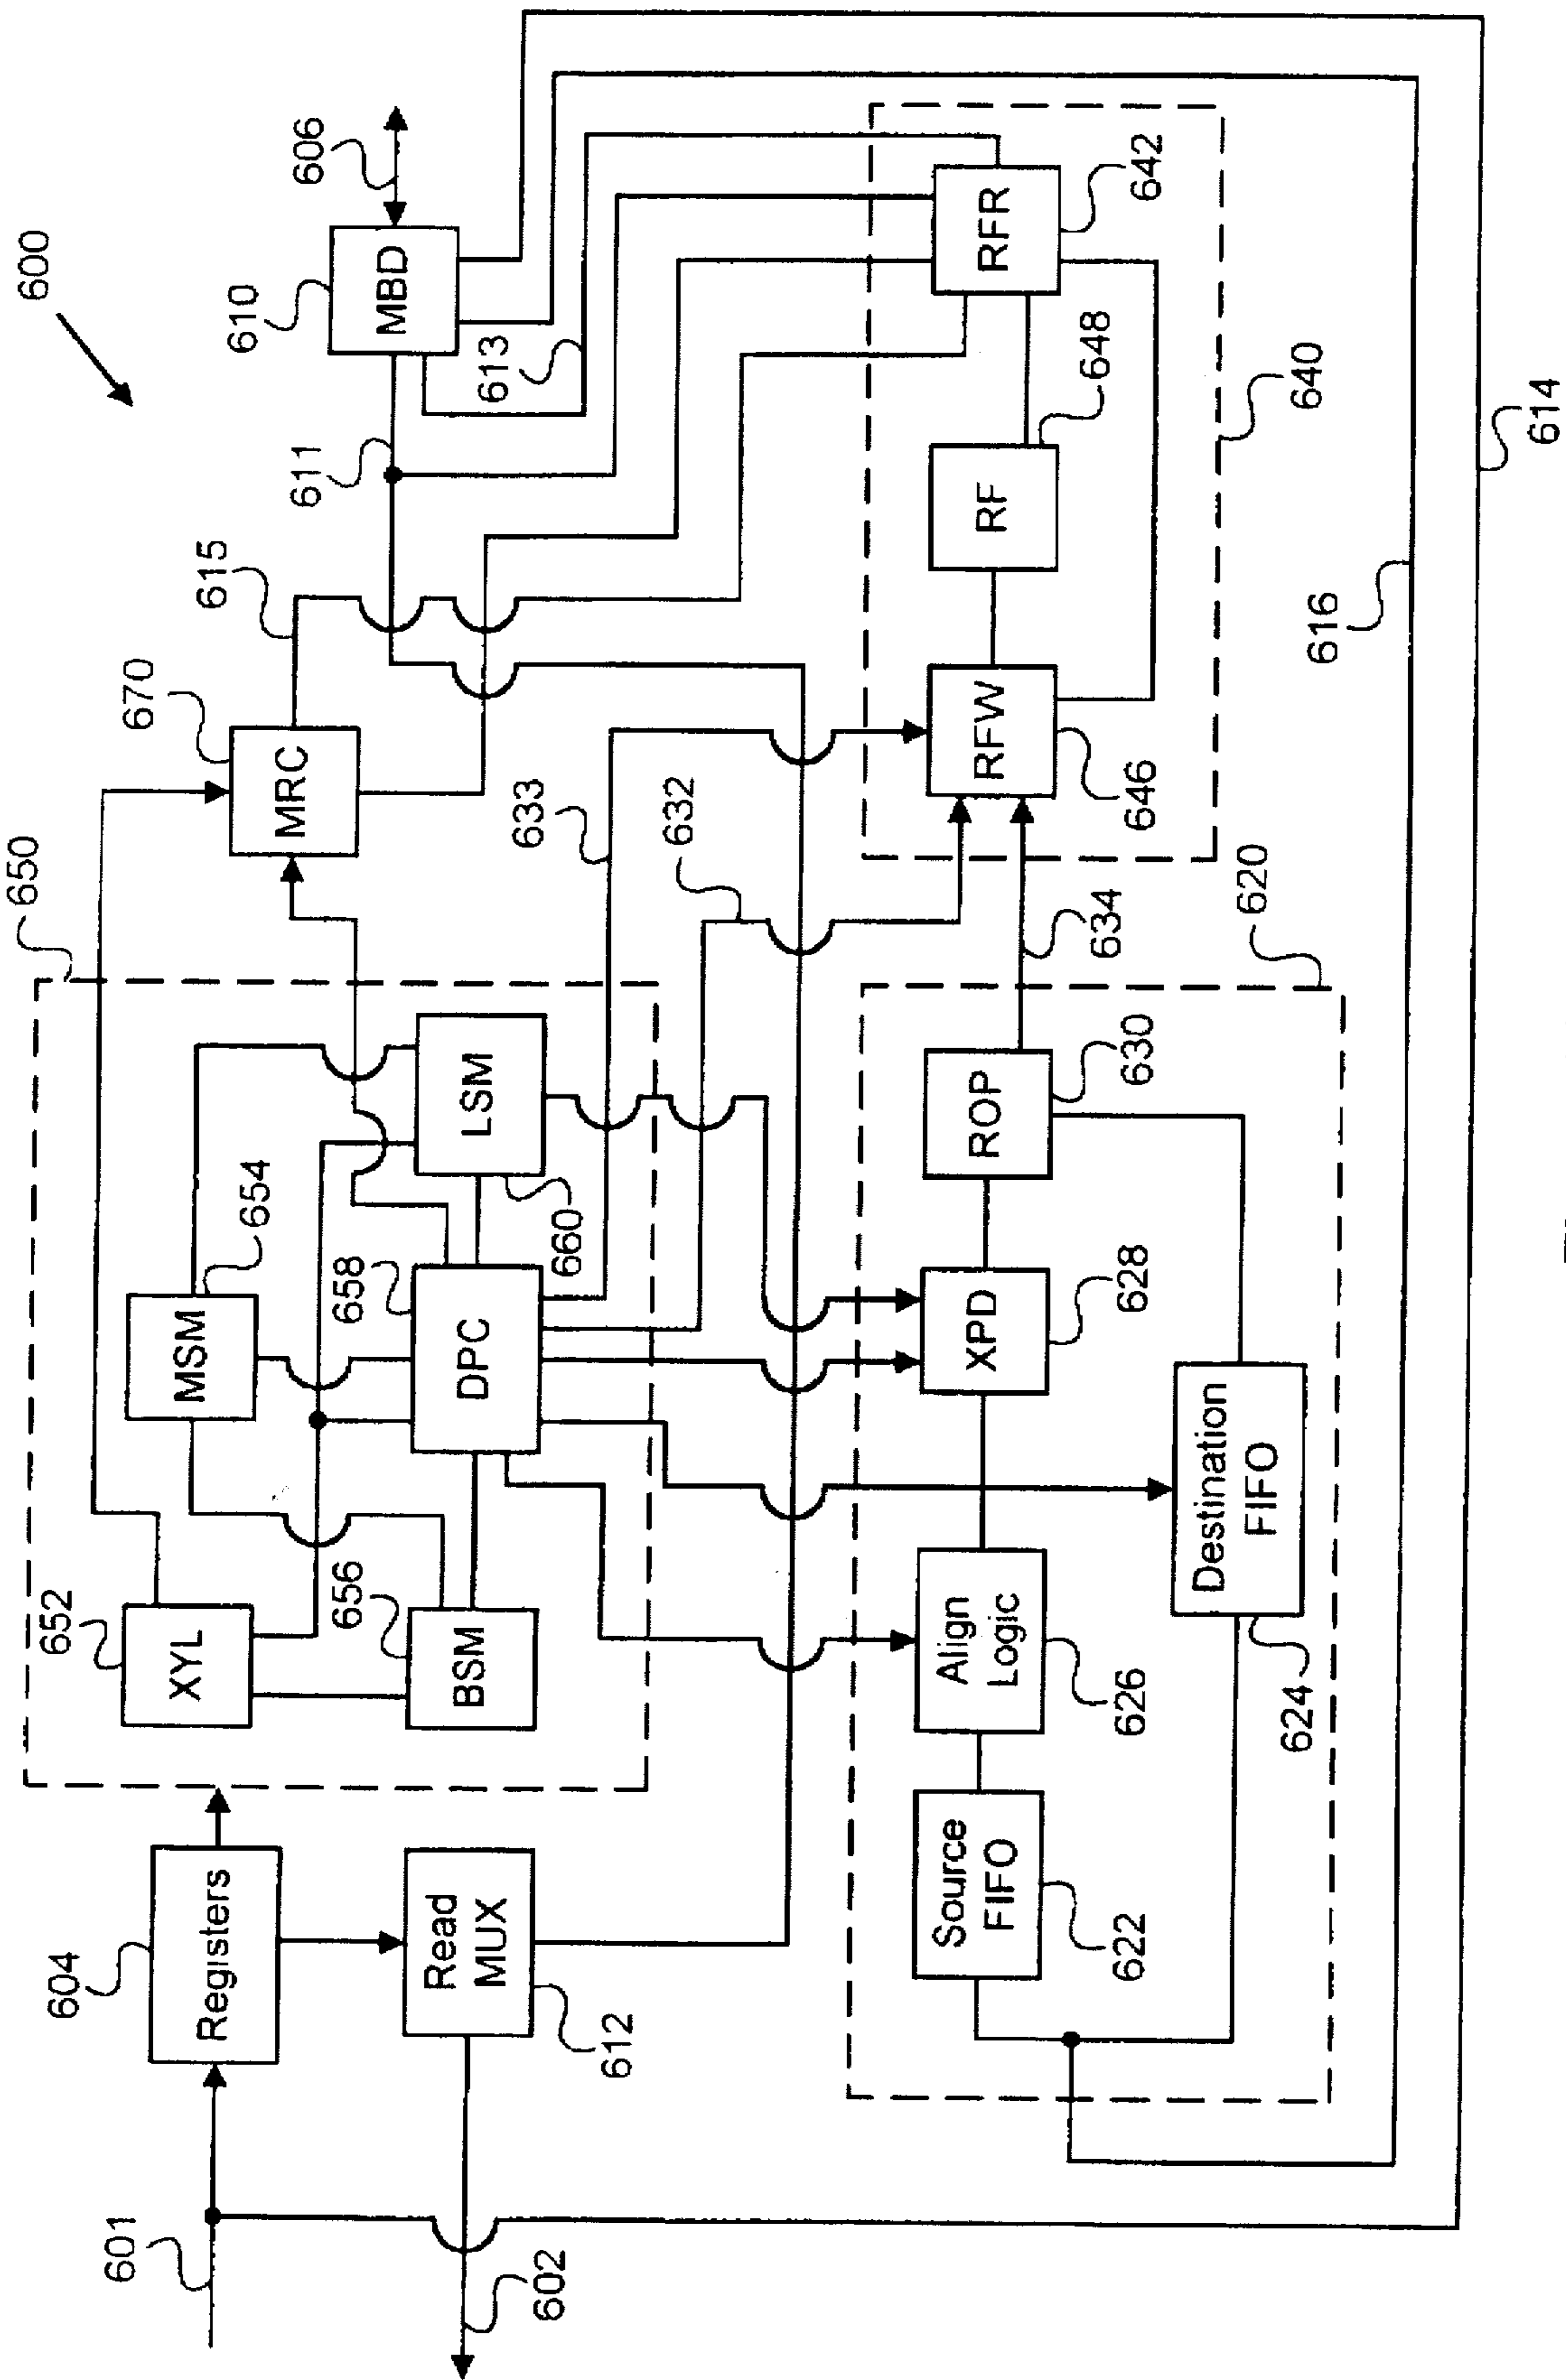 600
650
670
615
611
610
606
MBD
MRC
613
604
Registers
652
XYL
MSM
654
LSM
658
DPC
660
656
BSM
633
632
601
Read
MUX
612
602
RFW
646
RF
648
RFR
642
640
634
620
Source
FIFO
622
Align
Logic
626
XPD
628
ROP
630
Destination
FIFO
624
616
614